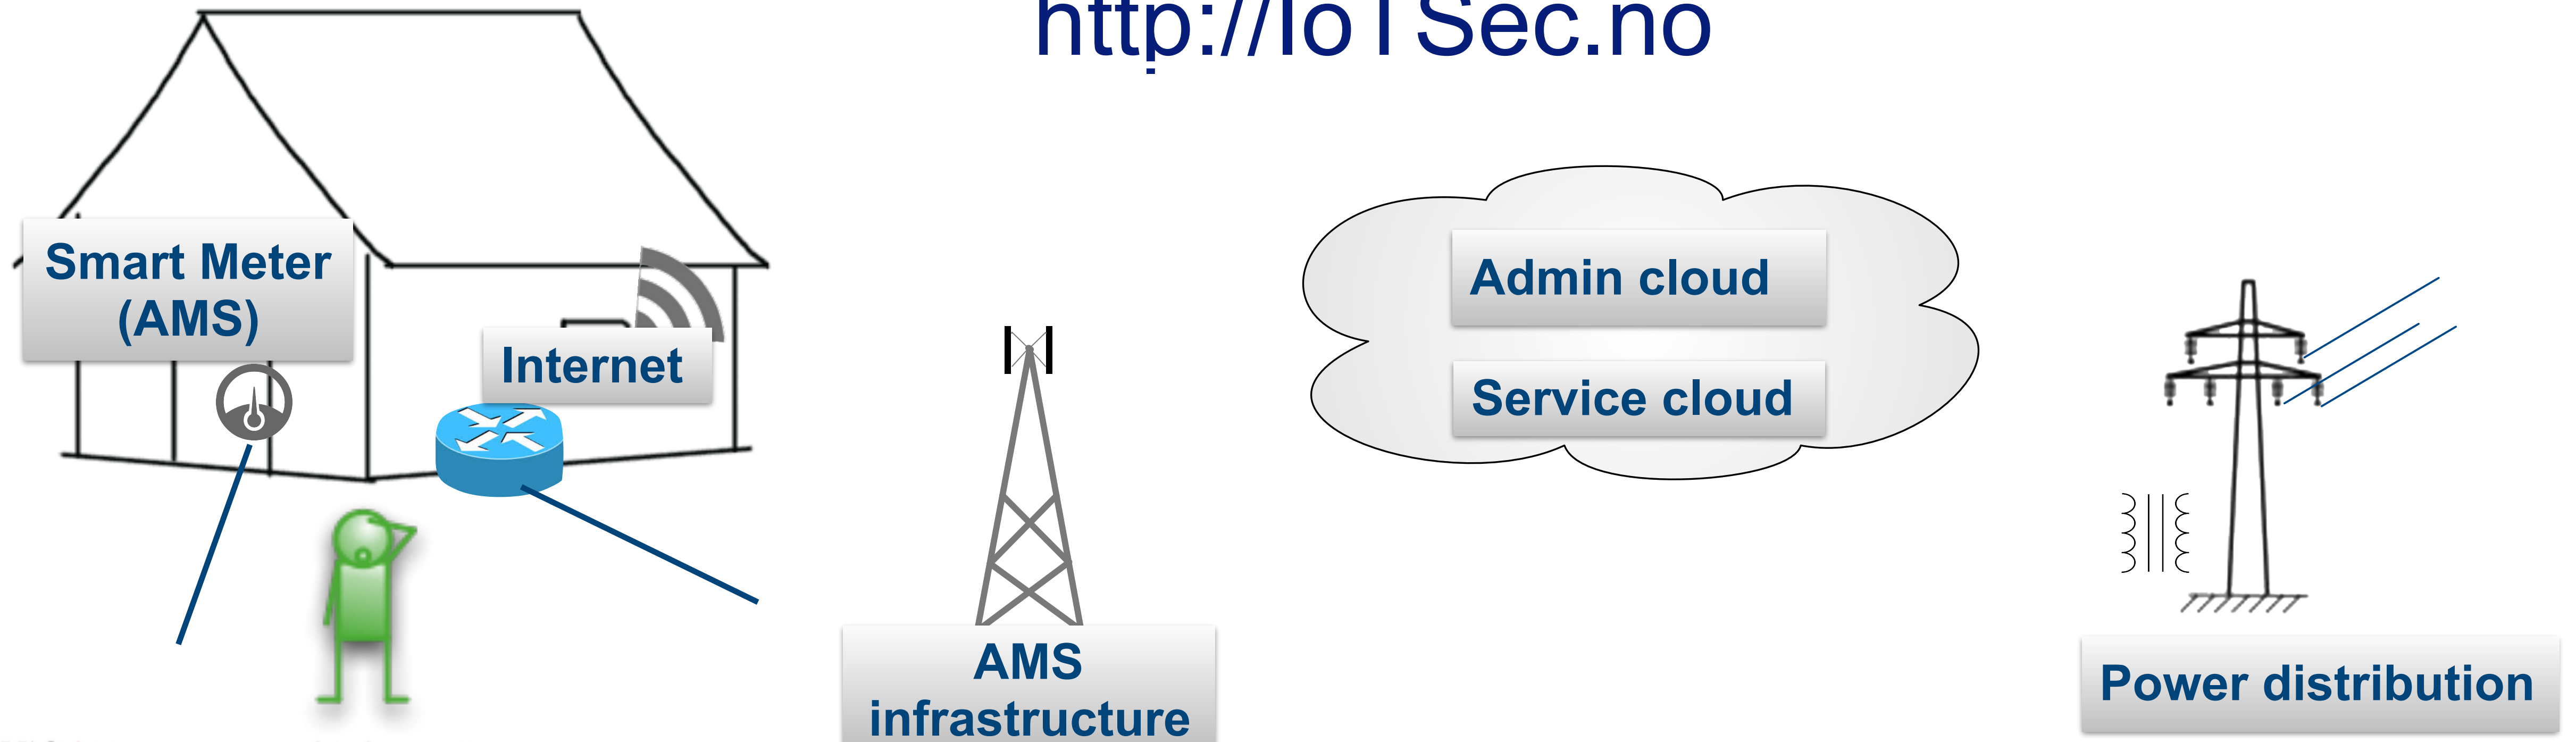 http://IoTSec.no
Smart Meter
(AMS)
Internet
Admin cloud
Service cloud
AMS
infrastructure
Power distribution